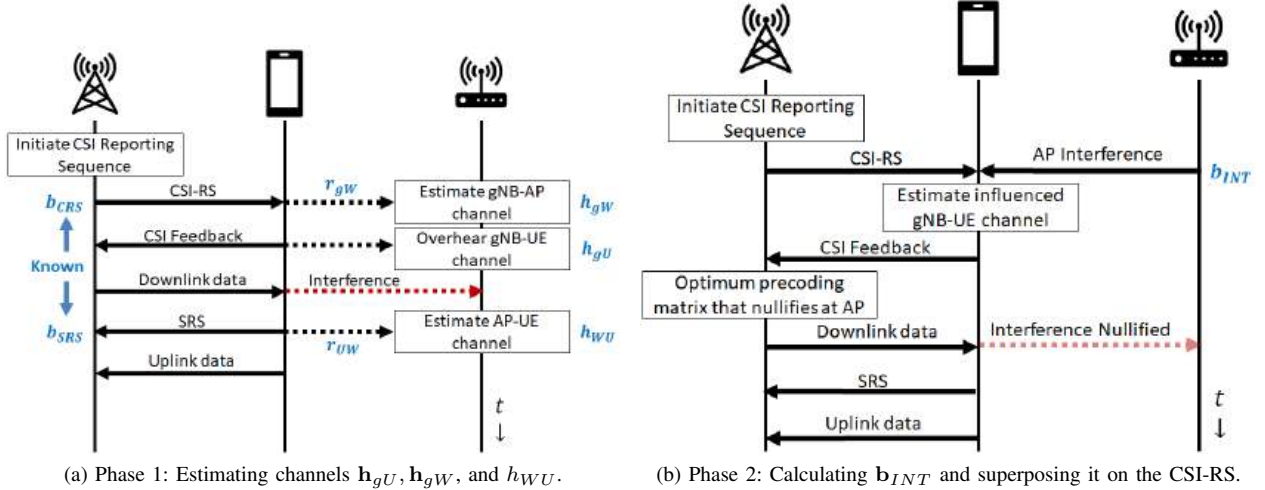 Initiate CSI Reporting
Sequence
CSI-RS
r_gW
Estimate gNB-AP
channel
h_gW
b_CRS
CSI Feedback
Overhear gNB-UE
channel
h_gU
Known
Downlink data
Interference
b_SRS
SRS
r_UW
Estimate AP-UE
channel
h_WU
Uplink data
t
(a) Phase 1: Estimating channels h_gU, h_gW, and h_WU.
Initiate CSI Reporting
Sequence
CSI-RS
AP Interference
b_INT
Estimate influenced
gNB-UE channel
CSI Feedback
Optimum precoding
matrix that nullifies at AP
Downlink data
Interference Nullified
SRS
Uplink data
t
(b) Phase 2: Calculating b_INT and superposing it on the CSI-RS.